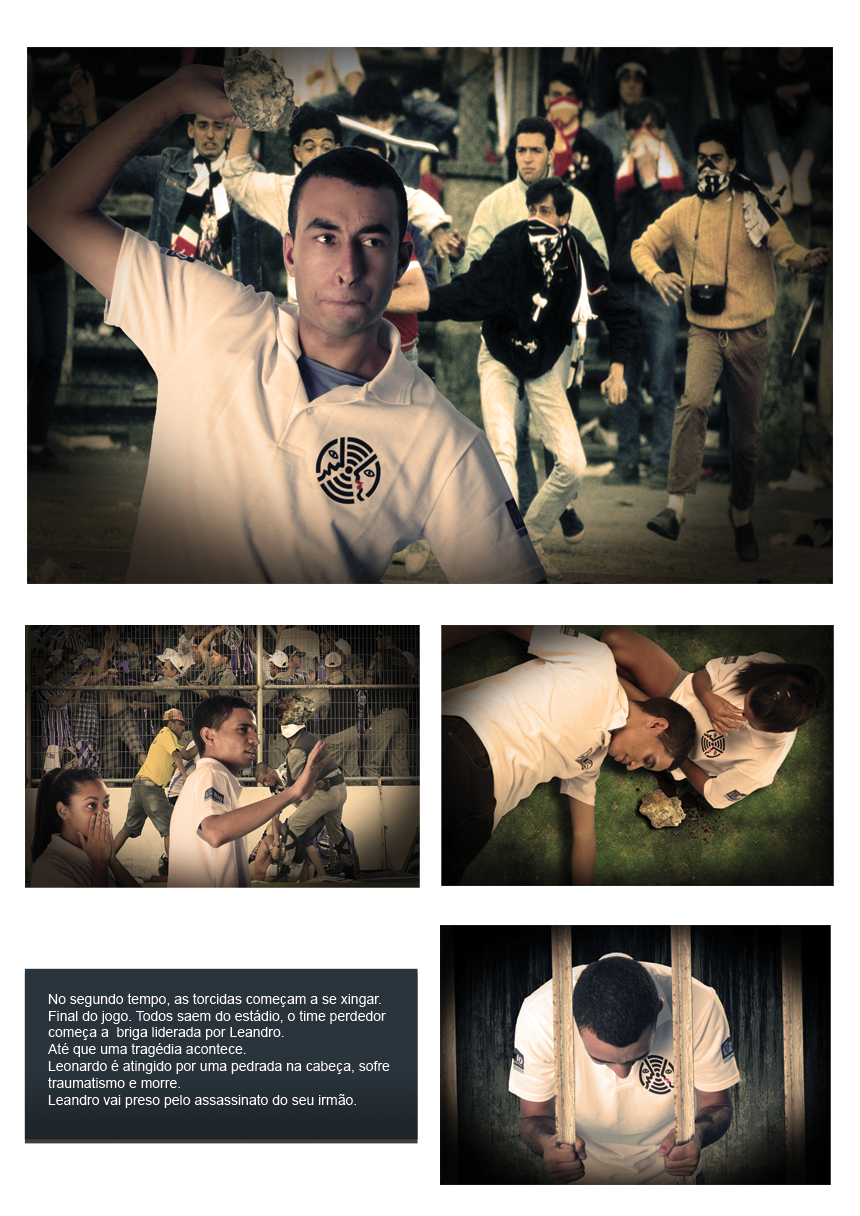 No segundo tempo, as torcidas começam a se xingar.
Final do jogo. Todos saem do estádio, o time perdedor
começa a  briga liderada por Leandro.
Até que uma tragédia acontece.
Leonardo é atingido por uma pedrada na cabeça, sofre
traumatismo e morre.
Leandro vai preso pelo assassinato do seu irmão.